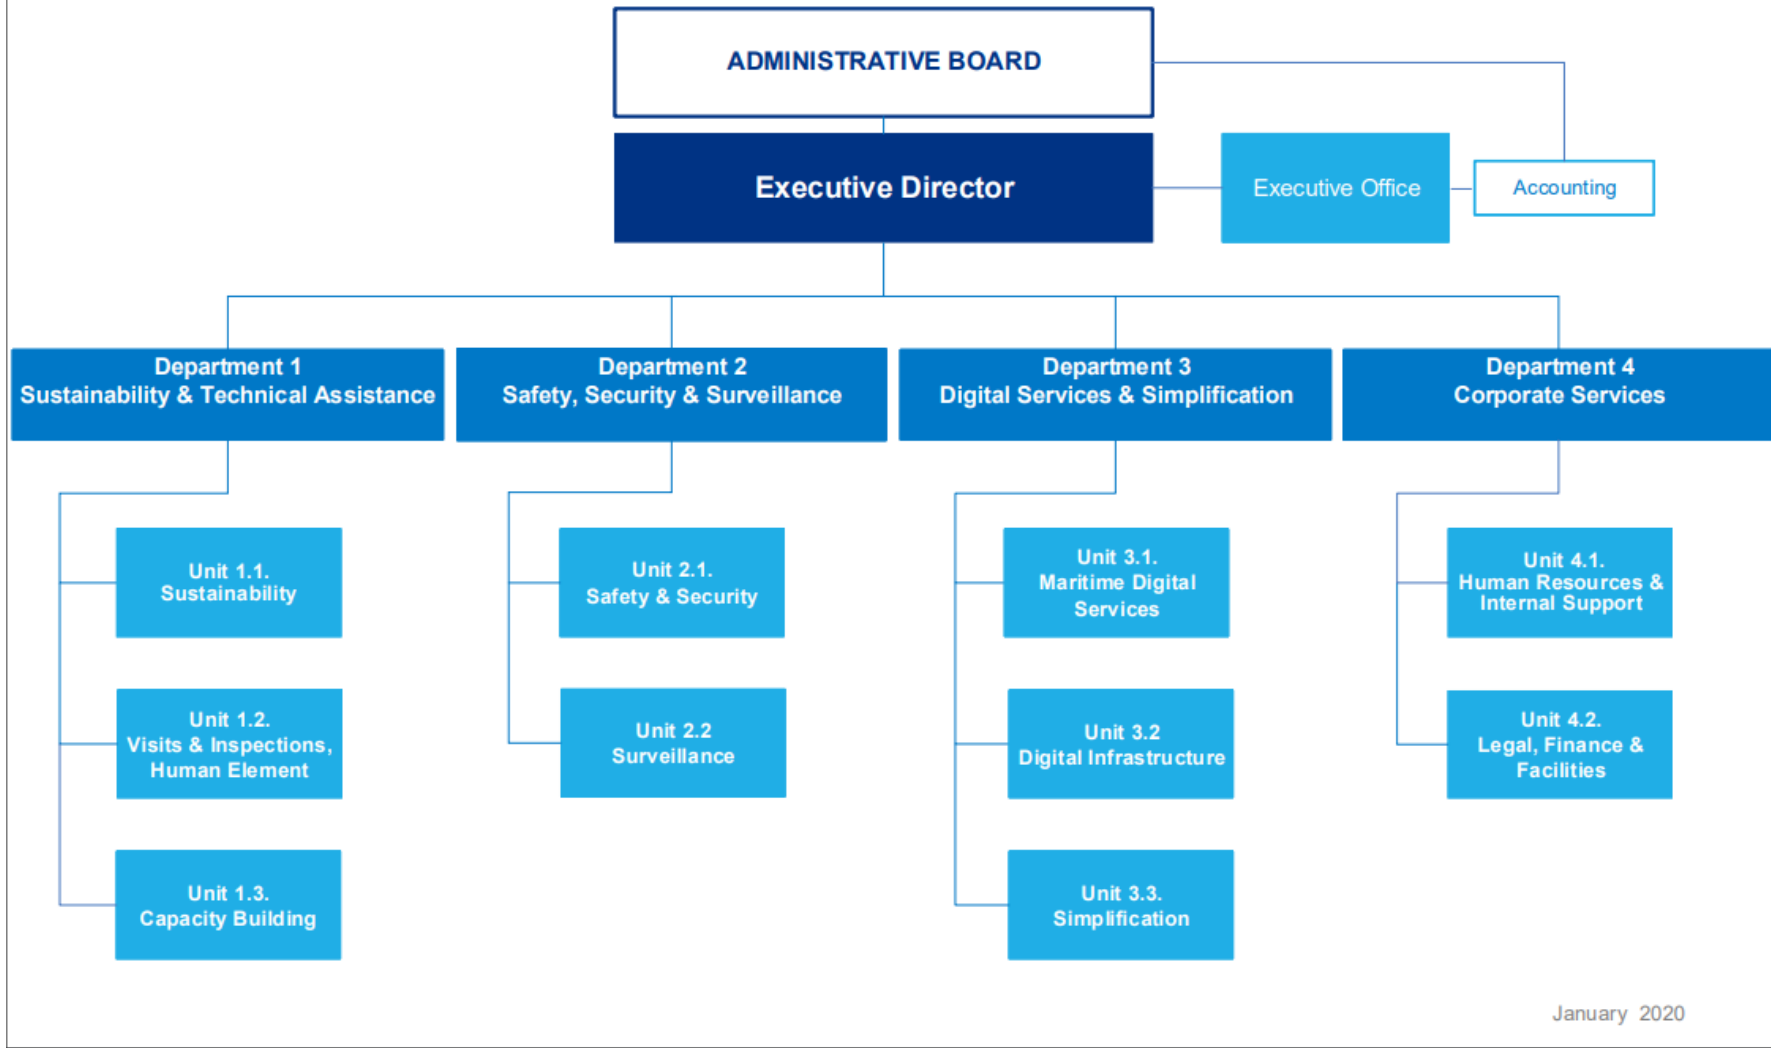 ADMINISTRATIVE BOARD
Executive Director
Executive Office
Accounting
Department 1
Sustainability & Technical Assistance
Department 2
Safety, Security & Surveillance
Department 3
Digital Services & Simplification
Department 4
Corporate Services
Unit 1.1.
Sustainability
Unit 2.1.
Safety & Security
Unit 3.1.
Maritime Digital
Services
Unit 4.1.
Human Resources &
Internal Support
Unit 1.2.
Visits & Inspections,
Human Element
Unit 2.2
Surveillance
Unit 3.2
Digital Infrastructure
Unit 4.2.
Legal, Finance &
Facilities
Unit 1.3.
Capacity Building
Unit 3.3.
Simplification
January 2020